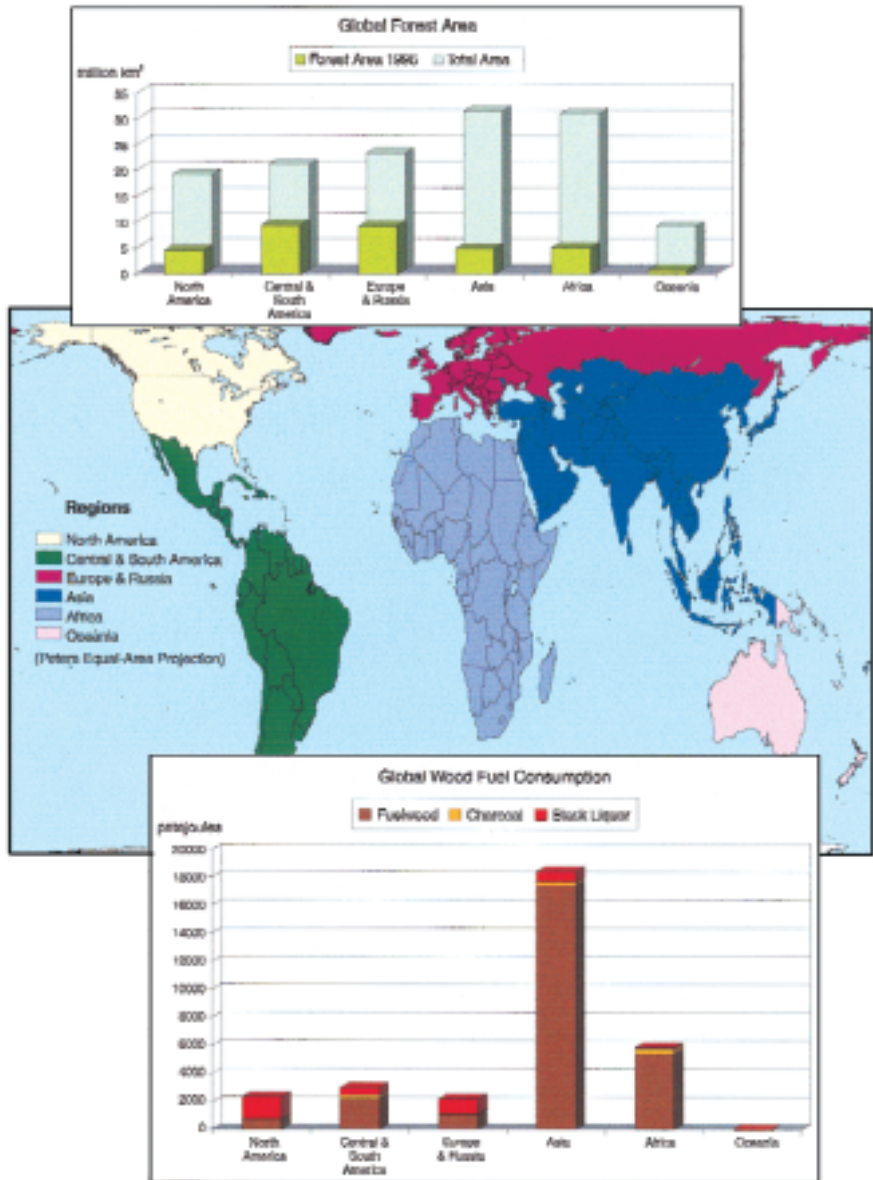 Global Forest Area
Forest Area 1995 Total Area
million km²
35
30
25
20
15
10
5
0
North America
Central & South America
Europe & Russia
Asia
Africa
Oceania
Regions
North America
Central & South America
Europe & Russia
Asia
Africa
Oceania
(Peters Equal-Area Projection)
Global Wood Fuel Consumption
Fuelwood Charcoal Black Liquor
petajoules
20000
18000
16000
14000
12000
10000
8000
6000
4000
2000
0
North America
Central & South America
Europe & Russia
Asia
Africa
Oceania